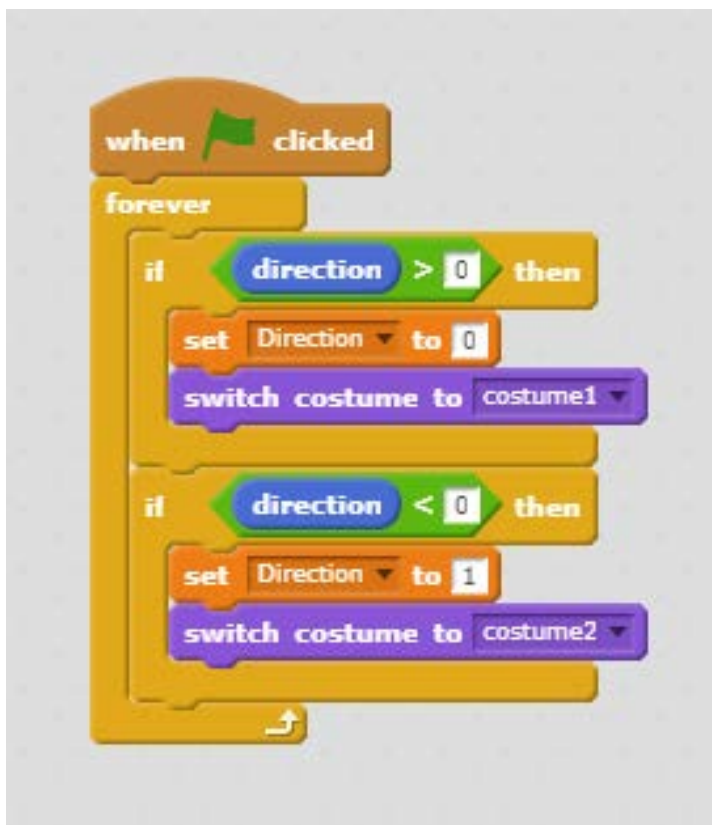 when clicked
forever
if direction > 0 then
set Direction to 0
switch costume to costume1
if direction < 0 then
set Direction to 1
switch costume to costume2